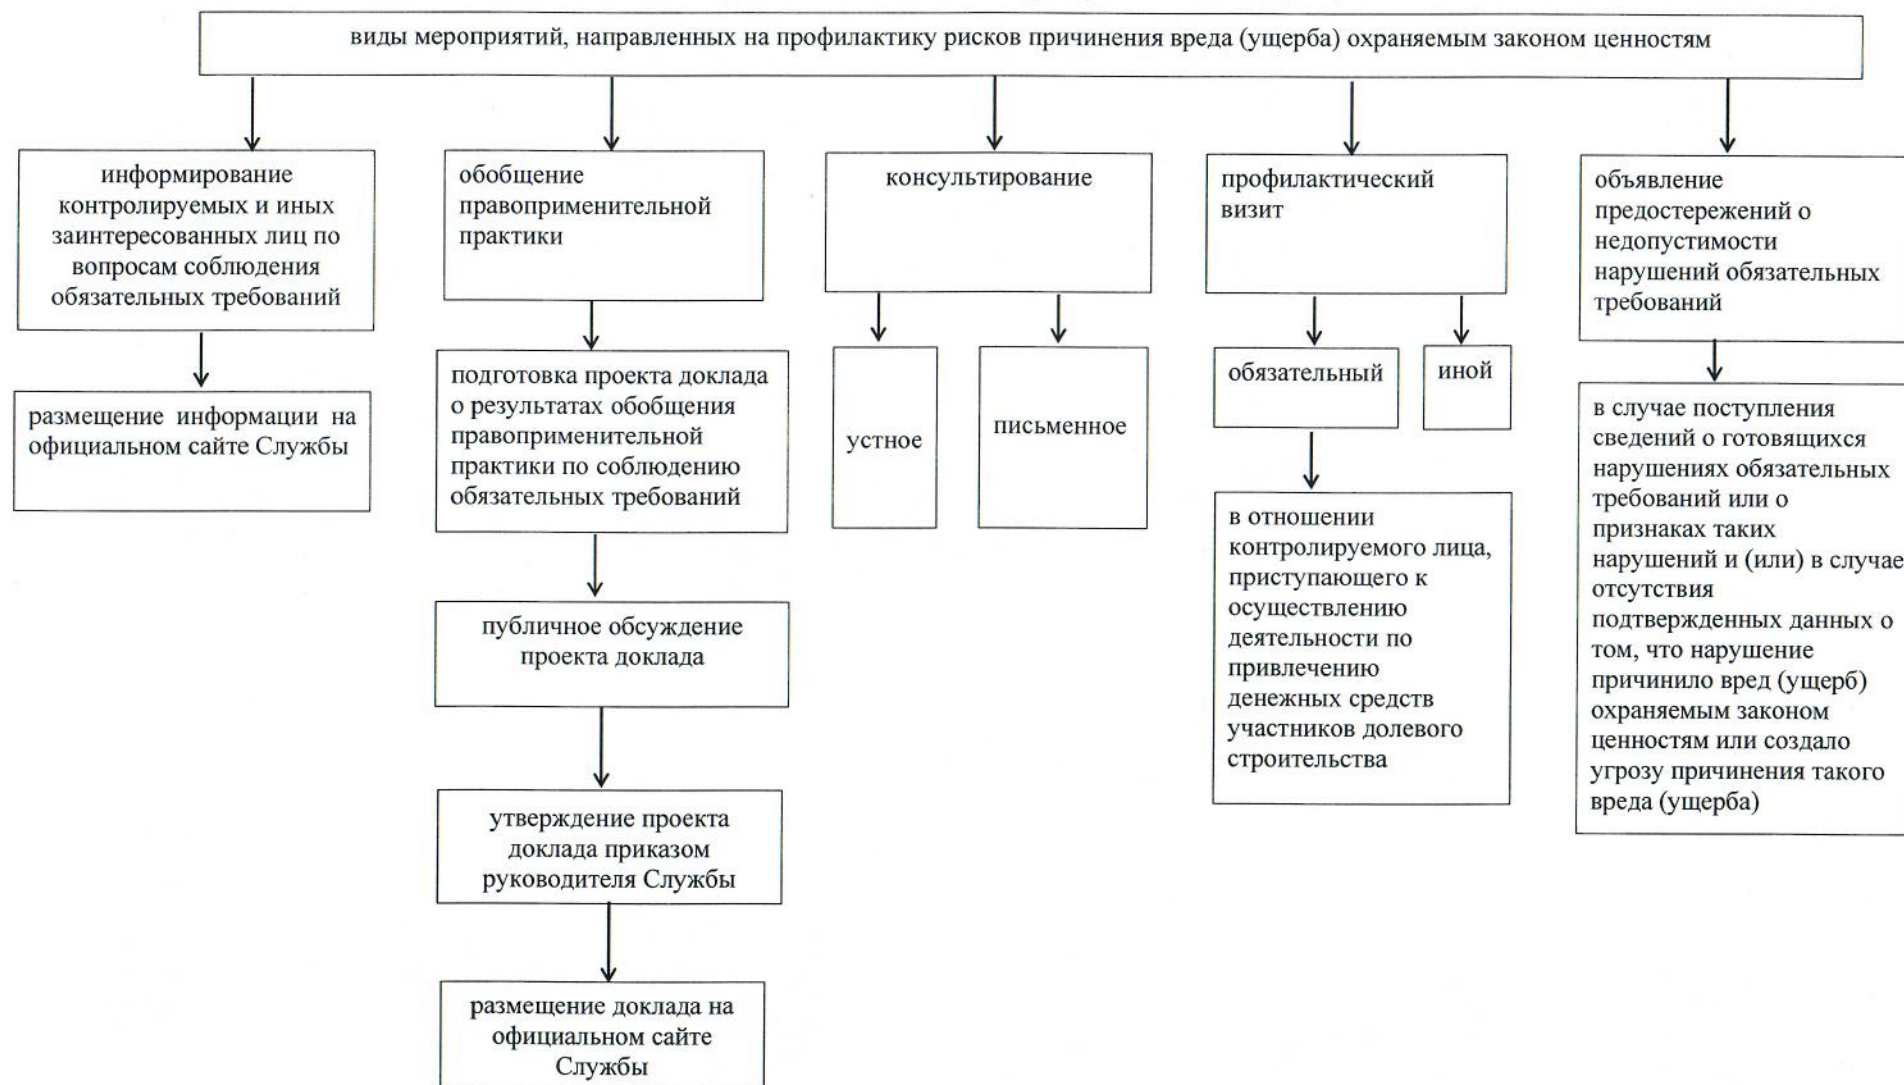 виды мероприятий, направленных на профилактику рисков причинения вреда (ущерба) охраняемым законом ценностям
информирование
контролируемых и иных
заинтересованных лиц по
вопросам соблюдения
обязательных требований
размещение информации на
официальном сайте Службы
обобщение
правоприменительной
практики
подготовка проекта доклада
о результатах обобщения
правоприменительной
практики по соблюдению
обязательных требований
публичное обсуждение
проекта доклада
утверждение проекта
доклада приказом
руководителя Службы
размещение доклада на
официальном сайте
Службы
консультирование
устное
письменное
профилактический
визит
обязательный
иной
в отношении
контролируемого лица,
приступающего к
осуществлению
деятельности по
привлечению
денежных средств
участников долевого
строительства
объявление
предостережений о
недопустимости
нарушений обязательных
требований
в случае поступления
сведений о готовящихся
нарушениях обязательных
требований или о
признаках таких
нарушений и (или) в случае
отсутствия
подтвержденных данных о
том, что нарушение
причинило вред (ущерб)
охраняемым законом
ценностям или создало
угрозу причинения такого
вреда (ущерба)